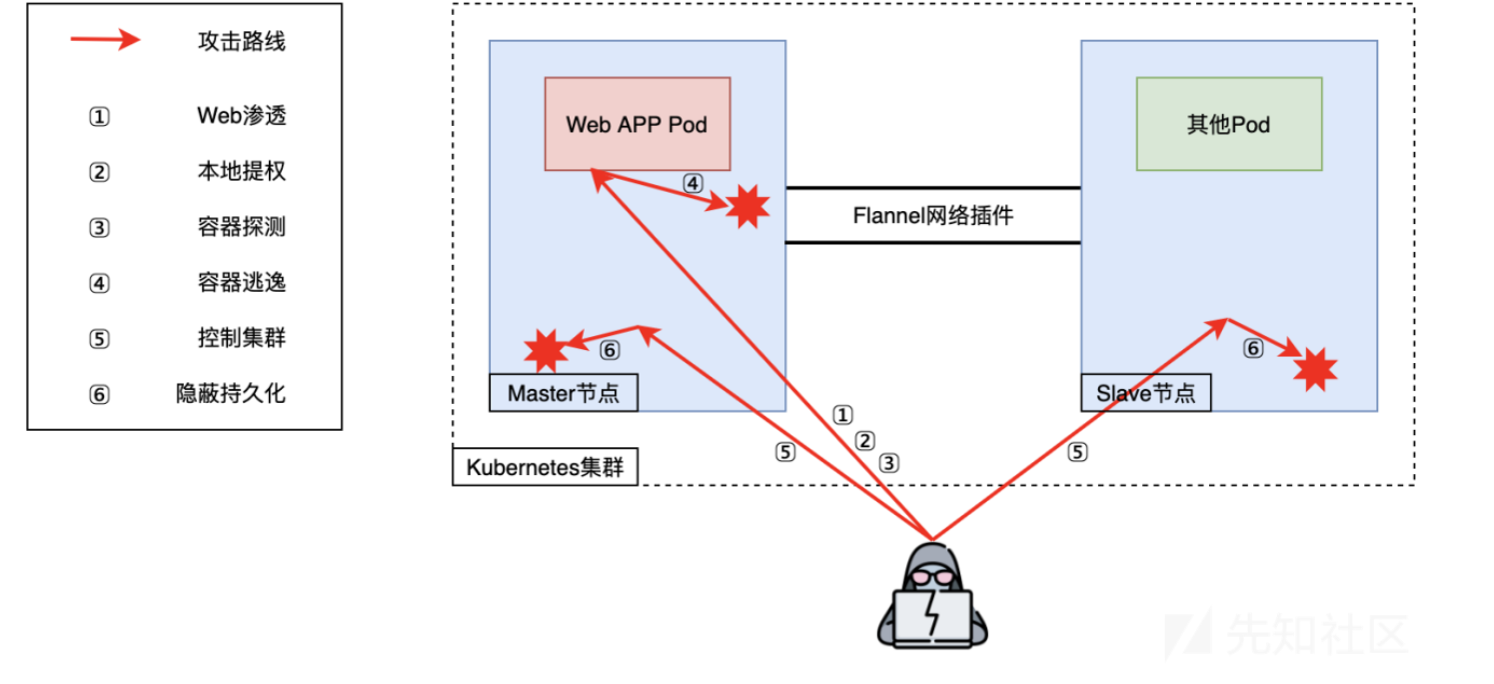 攻击路线
① Web渗透
② 本地提权
③ 容器探测
④ 容器逃逸
⑤ 控制集群
⑥ 隐蔽持久化
Web APP Pod
其他Pod
④
Flannel网络插件
⑥
⑥
Master节点
Slave节点
①
②
③
⑤
⑤
Kubernetes集群
先知社区